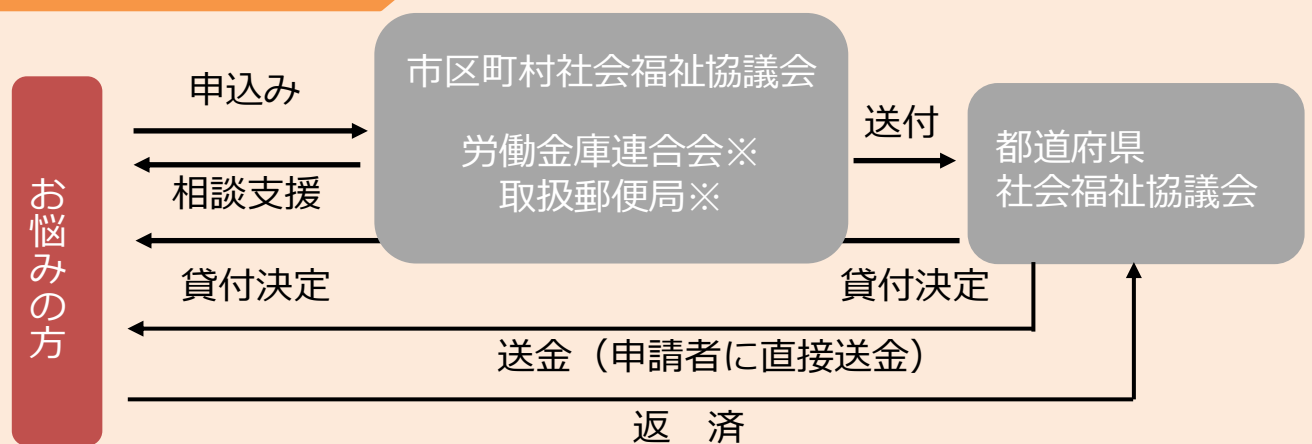 お悩みの方
申込み
相談支援
市区町村社会福祉協議会
労働金庫連合会※
取扱郵便局※
送付
都道府県
社会福祉協議会
貸付決定
貸付決定
送金（申請者に直接送金）
返　済